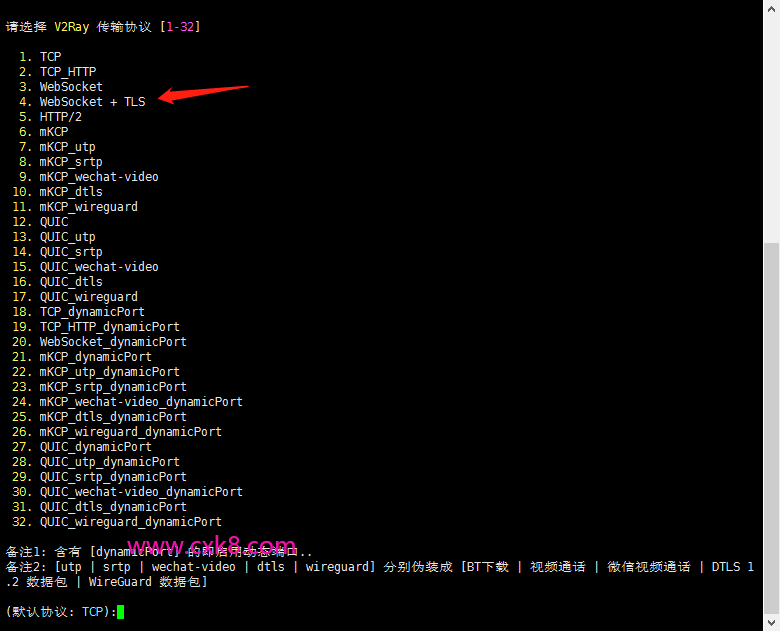 请选择 V2Ray 传输协议 [1-32]
1. TCP
2. TCP_HTTP
3. WebSocket
4. WebSocket + TLS
5. HTTP/2
6. mKCP
7. mKCP_utp
8. mKCP_srtp
9. mKCP_wechat-video
10. mKCP_dtls
11. mKCP_wireguard
12. QUIC
13. QUIC_utp
14. QUIC_srtp
15. QUIC_wechat-video
16. QUIC_dtls
17. QUIC_wireguard
18. TCP_dynamicPort
19. TCP_HTTP_dynamicPort
20. WebSocket_dynamicPort
21. mKCP_dynamicPort
22. mKCP_utp_dynamicPort
23. mKCP_srtp_dynamicPort
24. mKCP_wechat-video_dynamicPort
25. mKCP_dtls_dynamicPort
26. mKCP_wireguard_dynamicPort
27. QUIC_dynamicPort
28. QUIC_utp_dynamicPort
29. QUIC_srtp_dynamicPort
30. QUIC_wechat-video_dynamicPort
31. QUIC_dtls_dynamicPort
32. QUIC_wireguard_dynamicPort
www.cxk8.com
备注1: 含有 [dynamicPort] 的即启用动态端口..
备注2: [utp | srtp | wechat-video | dtls | wireguard] 分别伪装成 [BT下载 | 视频通话 | 微信视频通话 | DTLS 1
.2 数据包 | WireGuard 数据包]
(默认协议: TCP):